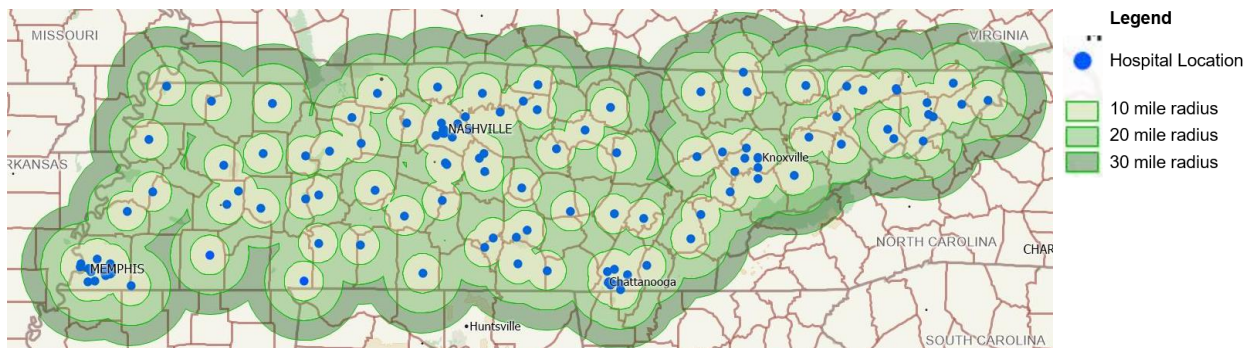 Legend
MISSOURI
VIRGINIA
Hospital Location
10 mile radius
NASHVILLE
20 mile radius
RKANSAS
Knoxville
30 mile radius
NORTH CAROLINA
CHAR
MEMPHIS
Chattanooga
Huntsville
SOUTH CAROLINA